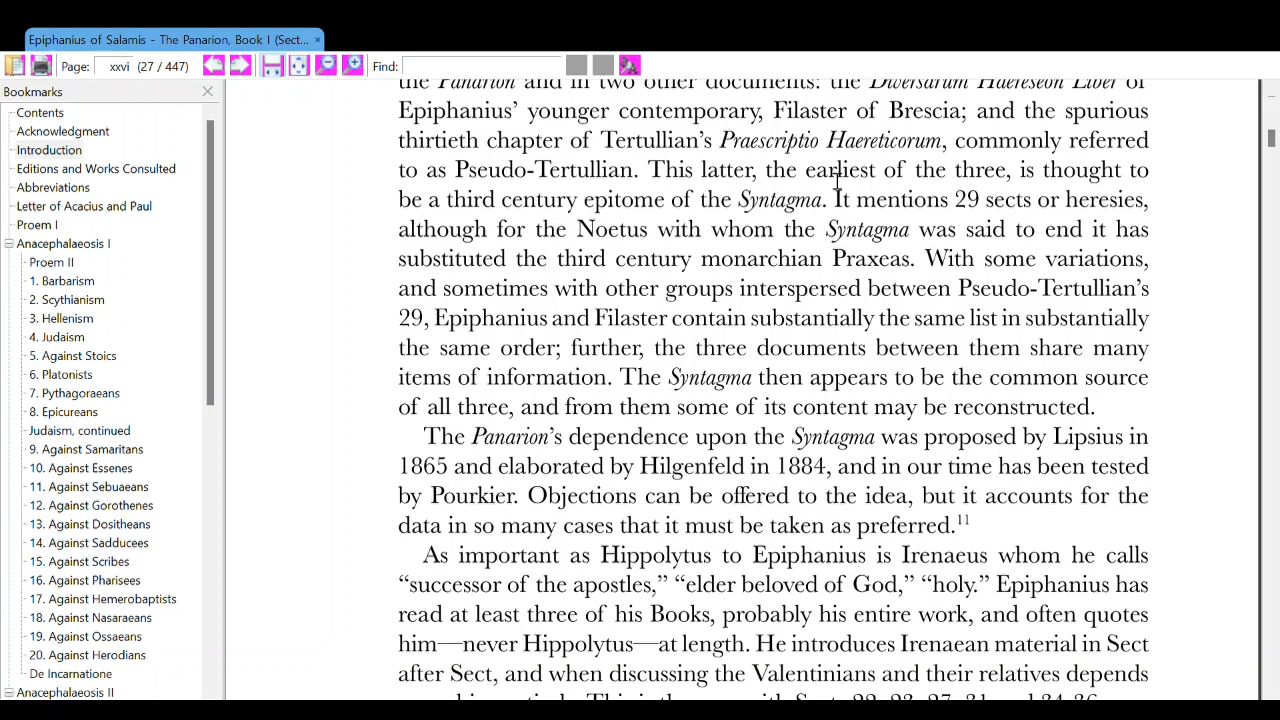 Epiphanius of Salamis - The Panarion, Book I (Sect... ×
Page: xxvi (27 / 447) Find:
Bookmarks
Contents
Acknowledgment
Introduction
Editions and Works Consulted
Abbreviations
Letter of Acacius and Paul
Proem I
Anacephalaeosis I
Proem II
1. Barbarism
2. Scythianism
3. Hellenism
4. Judaism
5. Against Stoics
6. Platonists
7. Pythagoraeans
8. Epicureans
Judaism, continued
9. Against Samaritans
10. Against Essenes
11. Against Sebuaeans
12. Against Gorothenes
13. Against Dositheans
14. Against Sadducees
15. Against Scribes
16. Against Pharisees
17. Against Hemerobaptists
18. Against Nasaraeans
19. Against Ossaeans
20. Against Herodians
De Incarnatione
Anacephalaeosis II
the Panarion and in two other documents: the Diversarum Haereseon Liber of
Epiphanius’ younger contemporary, Filaster of Brescia; and the spurious
thirtieth chapter of Tertullian’s Praescriptio Haereticorum, commonly referred
to as Pseudo-Tertullian. This latter, the earliest of the three, is thought to
be a third century epitome of the Syntagma. It mentions 29 sects or heresies,
although for the Noetus with whom the Syntagma was said to end it has
substituted the third century monarchian Praxeas. With some variations,
and sometimes with other groups interspersed between Pseudo-Tertullian’s
29, Epiphanius and Filaster contain substantially the same list in substantially
the same order; further, the three documents between them share many
items of information. The Syntagma then appears to be the common source
of all three, and from them some of its content may be reconstructed.
The Panarion’s dependence upon the Syntagma was proposed by Lipsius in
1865 and elaborated by Hilgenfeld in 1884, and in our time has been tested
by Pourkier. Objections can be offered to the idea, but it accounts for the
data in so many cases that it must be taken as preferred.11
As important as Hippolytus to Epiphanius is Irenaeus whom he calls
“successor of the apostles,” “elder beloved of God,” “holy.” Epiphanius has
read at least three of his Books, probably his entire work, and often quotes
him—never Hippolytus—at length. He introduces Irenaean material in Sect
after Sect, and when discussing the Valentinians and their relatives depends